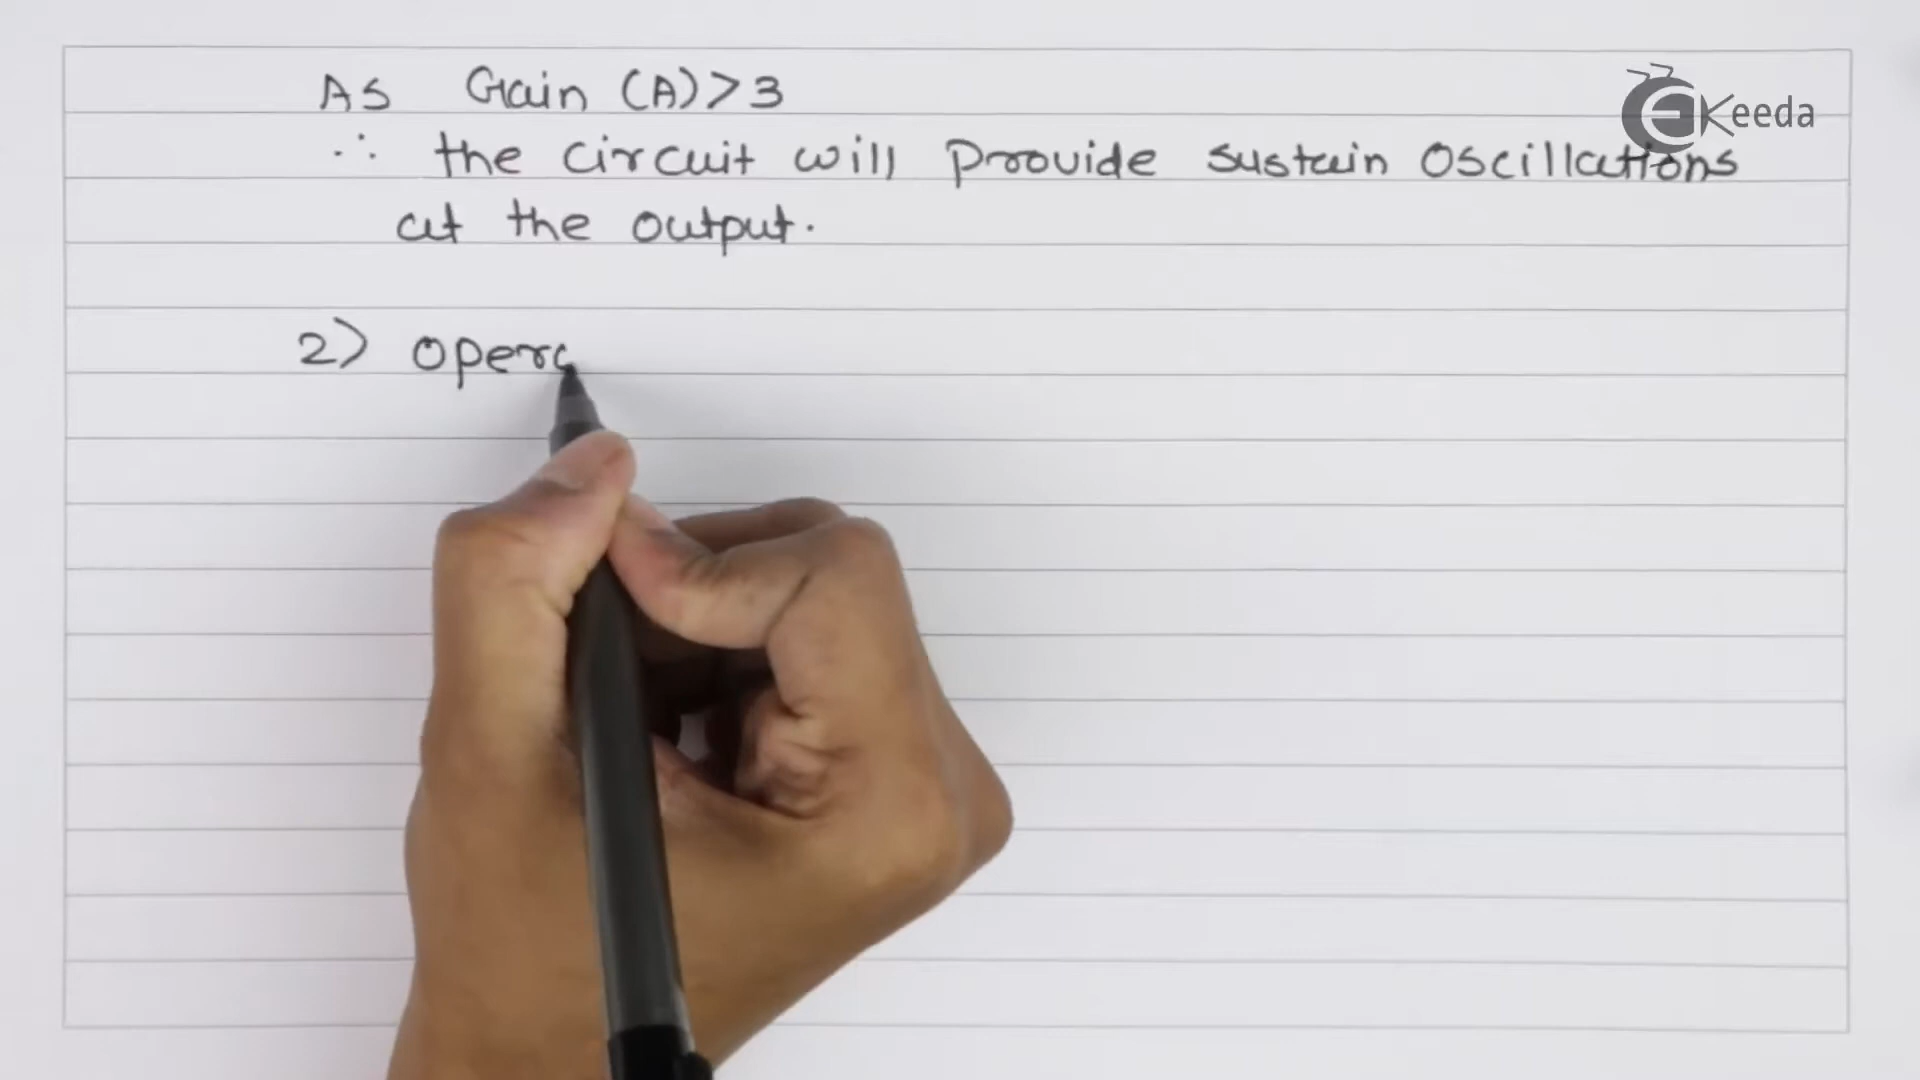 As Gain (A) > 3
Keeda
∴ the circuit will provide sustain oscillations
at the output.
2) opera